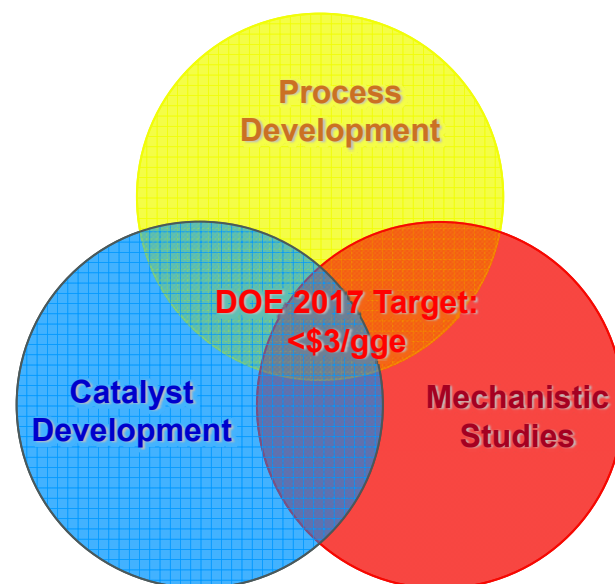 Process
Development
DOE 2017 Target:
<$3/gge
Catalyst
Development
Mechanistic
Studies